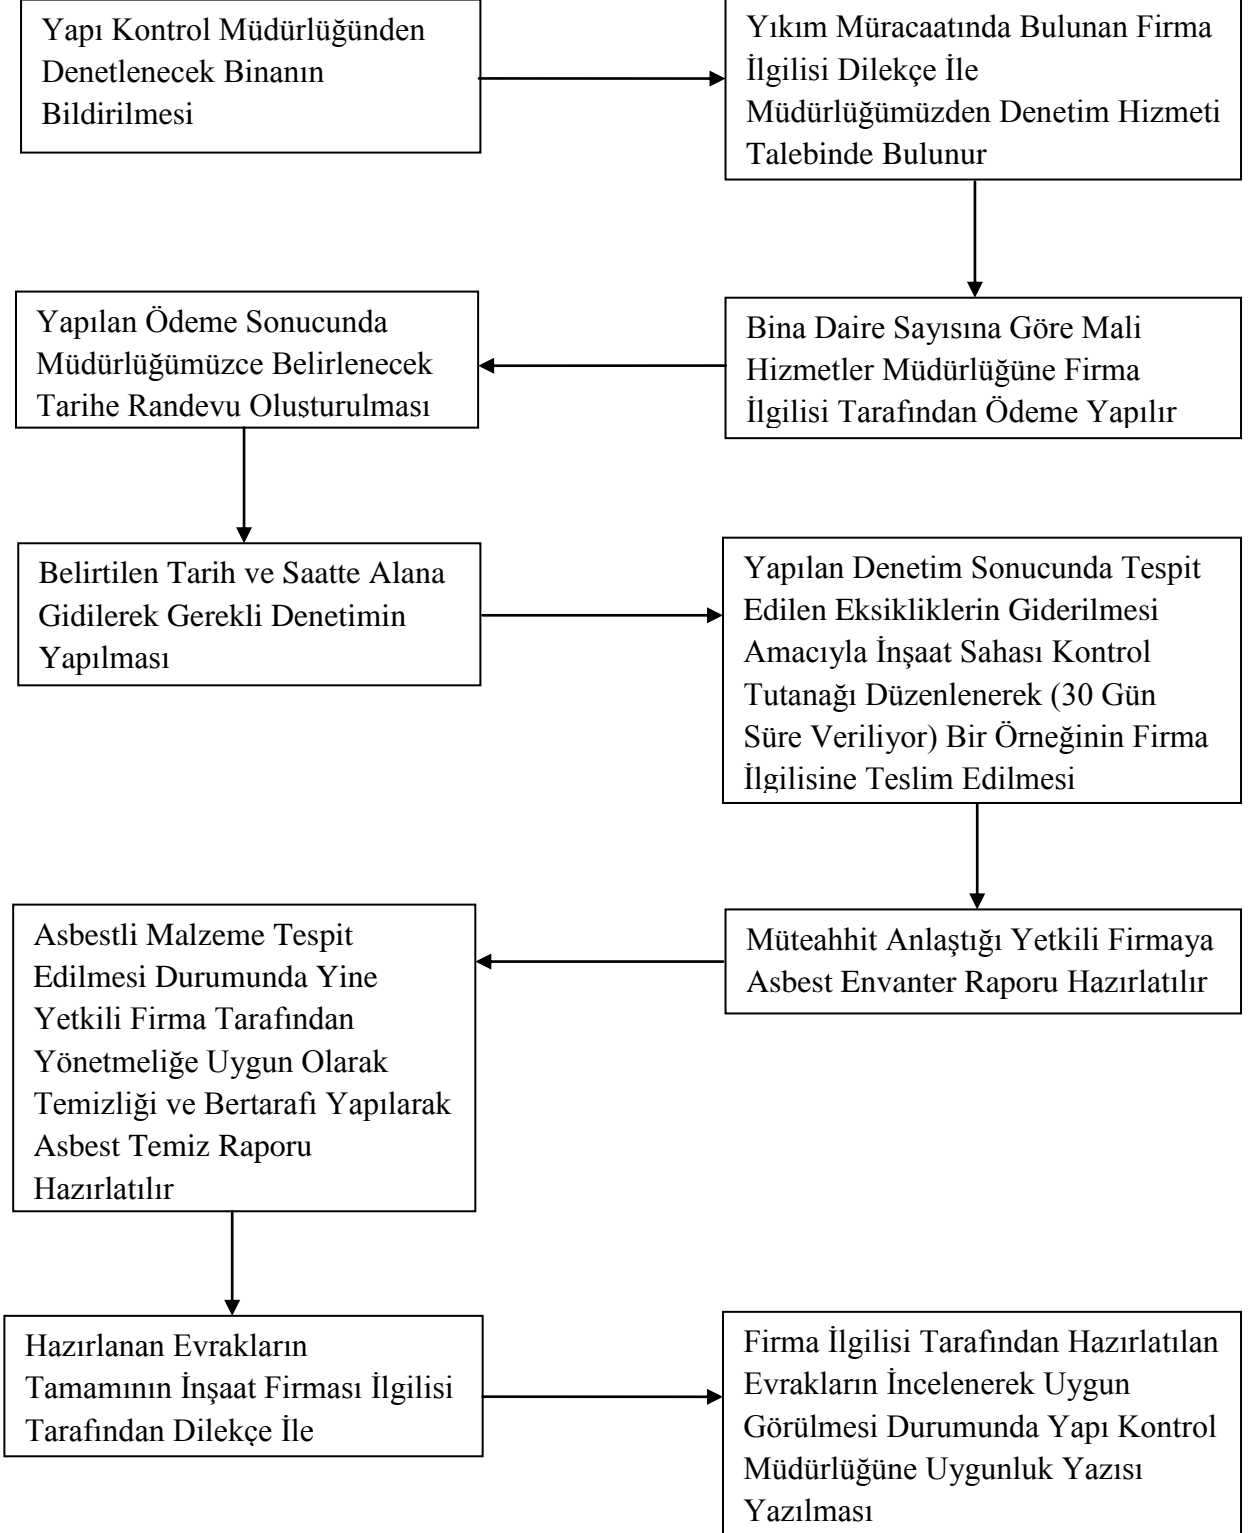 Yapı Kontrol Müdürlüğünden
Denetlenecek Binanın
Bildirilmesi
Yıkım Müracaatında Bulunan Firma
İlgilisi Dilekçe İle
Müdürlüğümüzden Denetim Hizmeti
Talebinde Bulunur
Bina Daire Sayısına Göre Mali
Hizmetler Müdürlüğüne Firma
İlgilisi Tarafından Ödeme Yapılır
Yapılan Ödeme Sonucunda
Müdürlüğümüzce Belirlenecek
Tarihe Randevu Oluşturulması
Belirtilen Tarih ve Saatte Alana
Gidilerek Gerekli Denetimin
Yapılması
Yapılan Denetim Sonucunda Tespit
Edilen Eksikliklerin Giderilmesi
Amacıyla İnşaat Sahası Kontrol
Tutanağı Düzenlenerek (30 Gün
Süre Veriliyor) Bir Örneğinin Firma
İlgilisine Teslim Edilmesi
Müteahhit Anlaştığı Yetkili Firmaya
Asbest Envanter Raporu Hazırlatılır
Asbestli Malzeme Tespit
Edilmesi Durumunda Yine
Yetkili Firma Tarafından
Yönetmeliğe Uygun Olarak
Temizliği ve Bertarafı Yapılarak
Asbest Temiz Raporu
Hazırlatılır
Hazırlanan Evrakların
Tamamının İnşaat Firması İlgilisi
Tarafından Dilekçe İle
Firma İlgilisi Tarafından Hazırlatılan
Evrakların İncelenerek Uygun
Görülmesi Durumunda Yapı Kontrol
Müdürlüğüne Uygunluk Yazısı
Yazılması